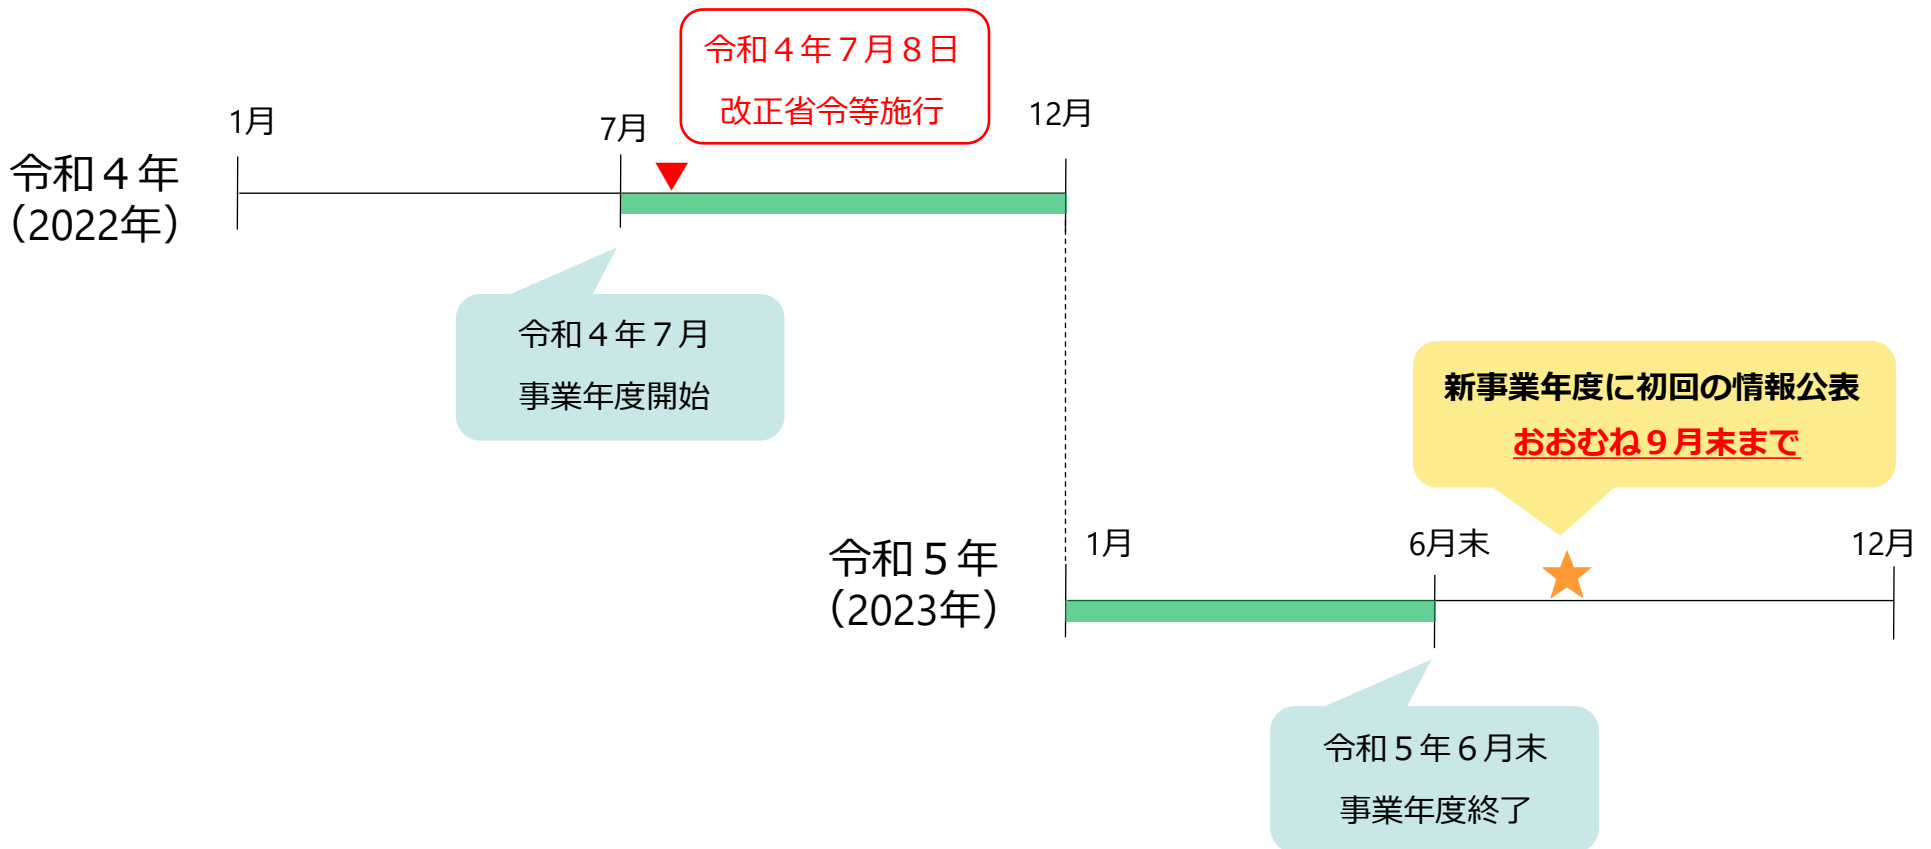 令和４年７月８日
改正省令等施行
1月
7月
12月
令和４年
（2022年）
令和４年７月
事業年度開始
新事業年度に初回の情報公表
おおむね９月末まで
令和５年
（2023年）
1月
6月末
12月
令和５年６月末
事業年度終了